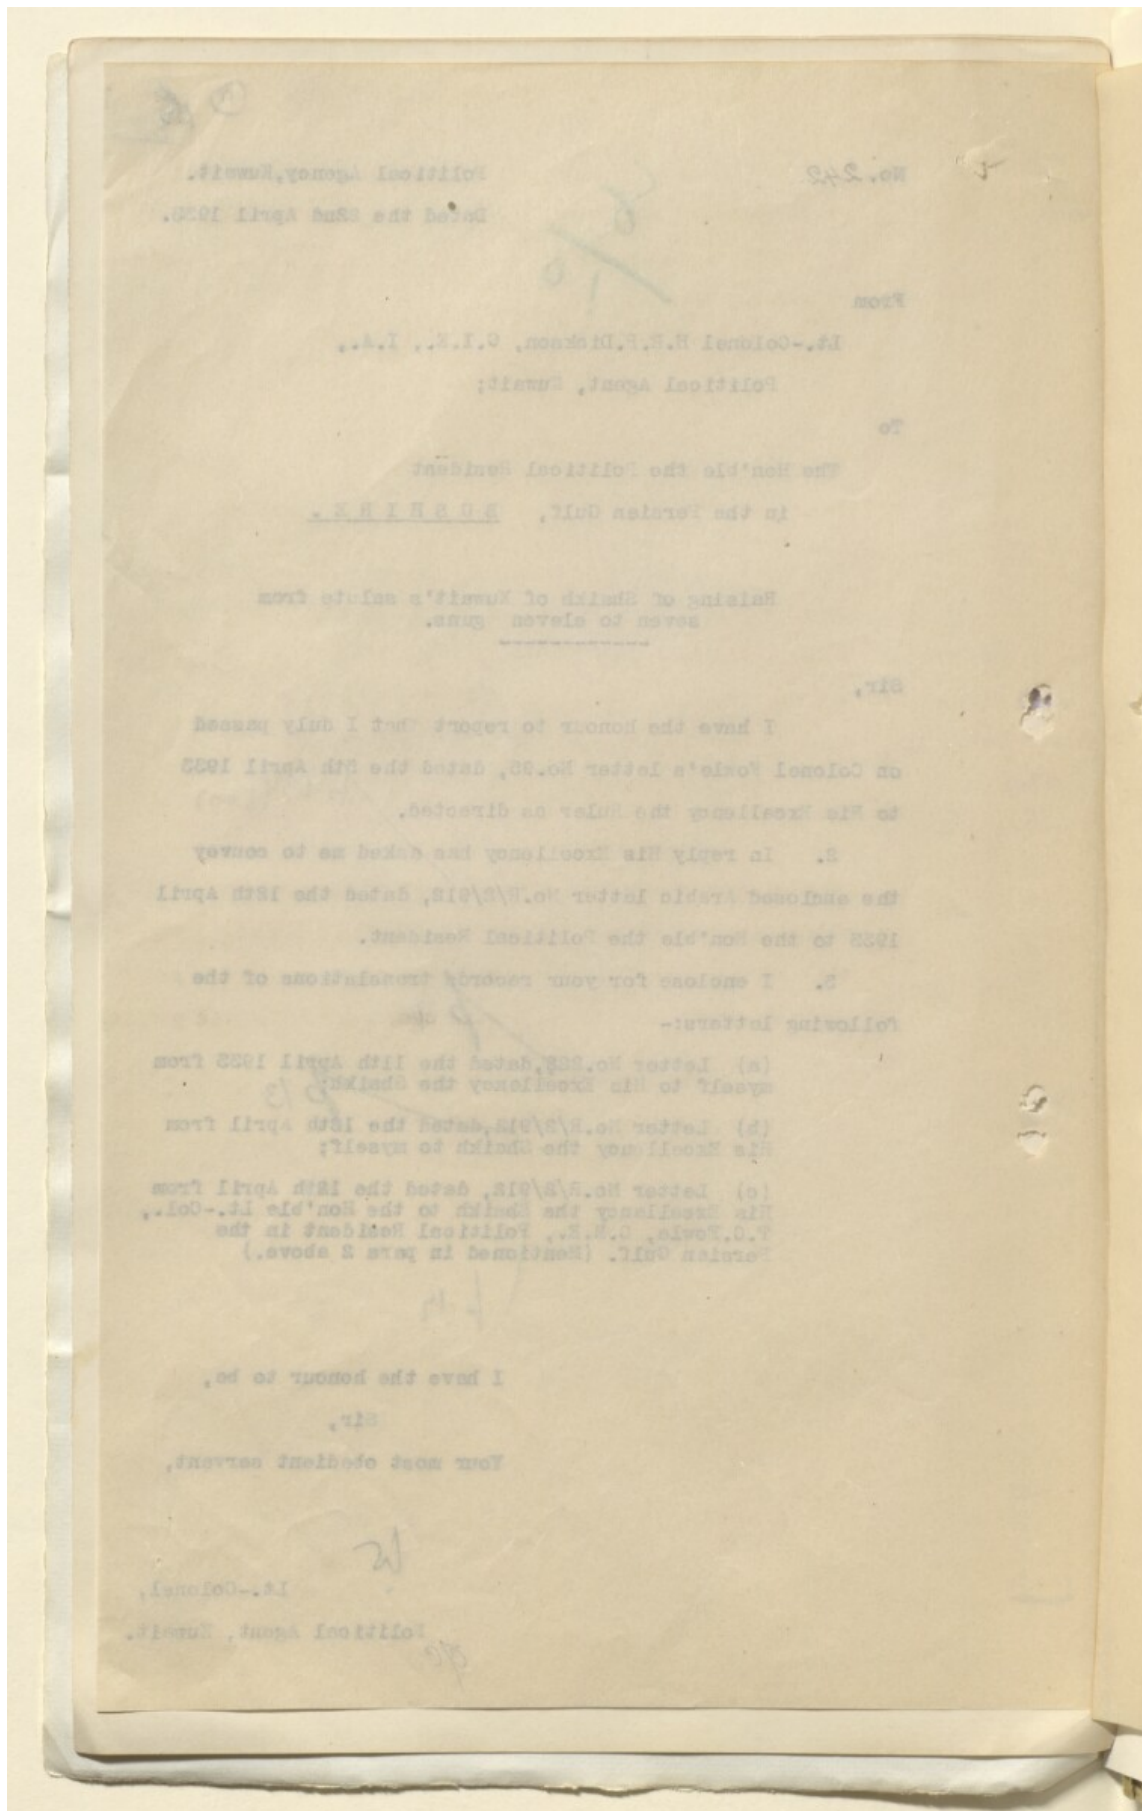 No. 242
Political Agency, Kuwait.
Dated the 22nd April 1933.
From
Lt.-Colonel H.R.P.Dickson, C.I.E., I.A.,
Political Agent, Kuwait;
To
The Hon'ble the Political Resident
in the Persian Gulf, BUSHIRE.
Raising of Shaikh of Kuwait's salute from
seven to eleven guns.
Sir,
I have the honour to report that I duly passed
on Colonel Fowle's letter No.95, dated the 5th April 1933
to His Excellency the Ruler as directed.
2. In reply His Excellency has asked me to convey
the enclosed Arabic letter No.R/2/912, dated the 12th April
1933 to the Hon'ble the Political Resident.
3. I enclose for your records translations of the
following letters:-
(a) Letter dated the 11th April 1933 from
myself to His Excellency the Shaikh;
(b) Letter No.R/2/912, dated the April from
His Excellency the Shaikh to myself;
(c) Letter No.R/2/912, dated the 12th April from
His Excellency the Shaikh to the Hon'ble Lt.-Col.,
T.C.Fowle, C.B.E., Political Resident in the
Persian Gulf. (Mentioned in para 2 above.)
I have the honour to be,
Sir,
Your most obedient servant,
Lt.-Colonel,
Political Agent, Kuwait.